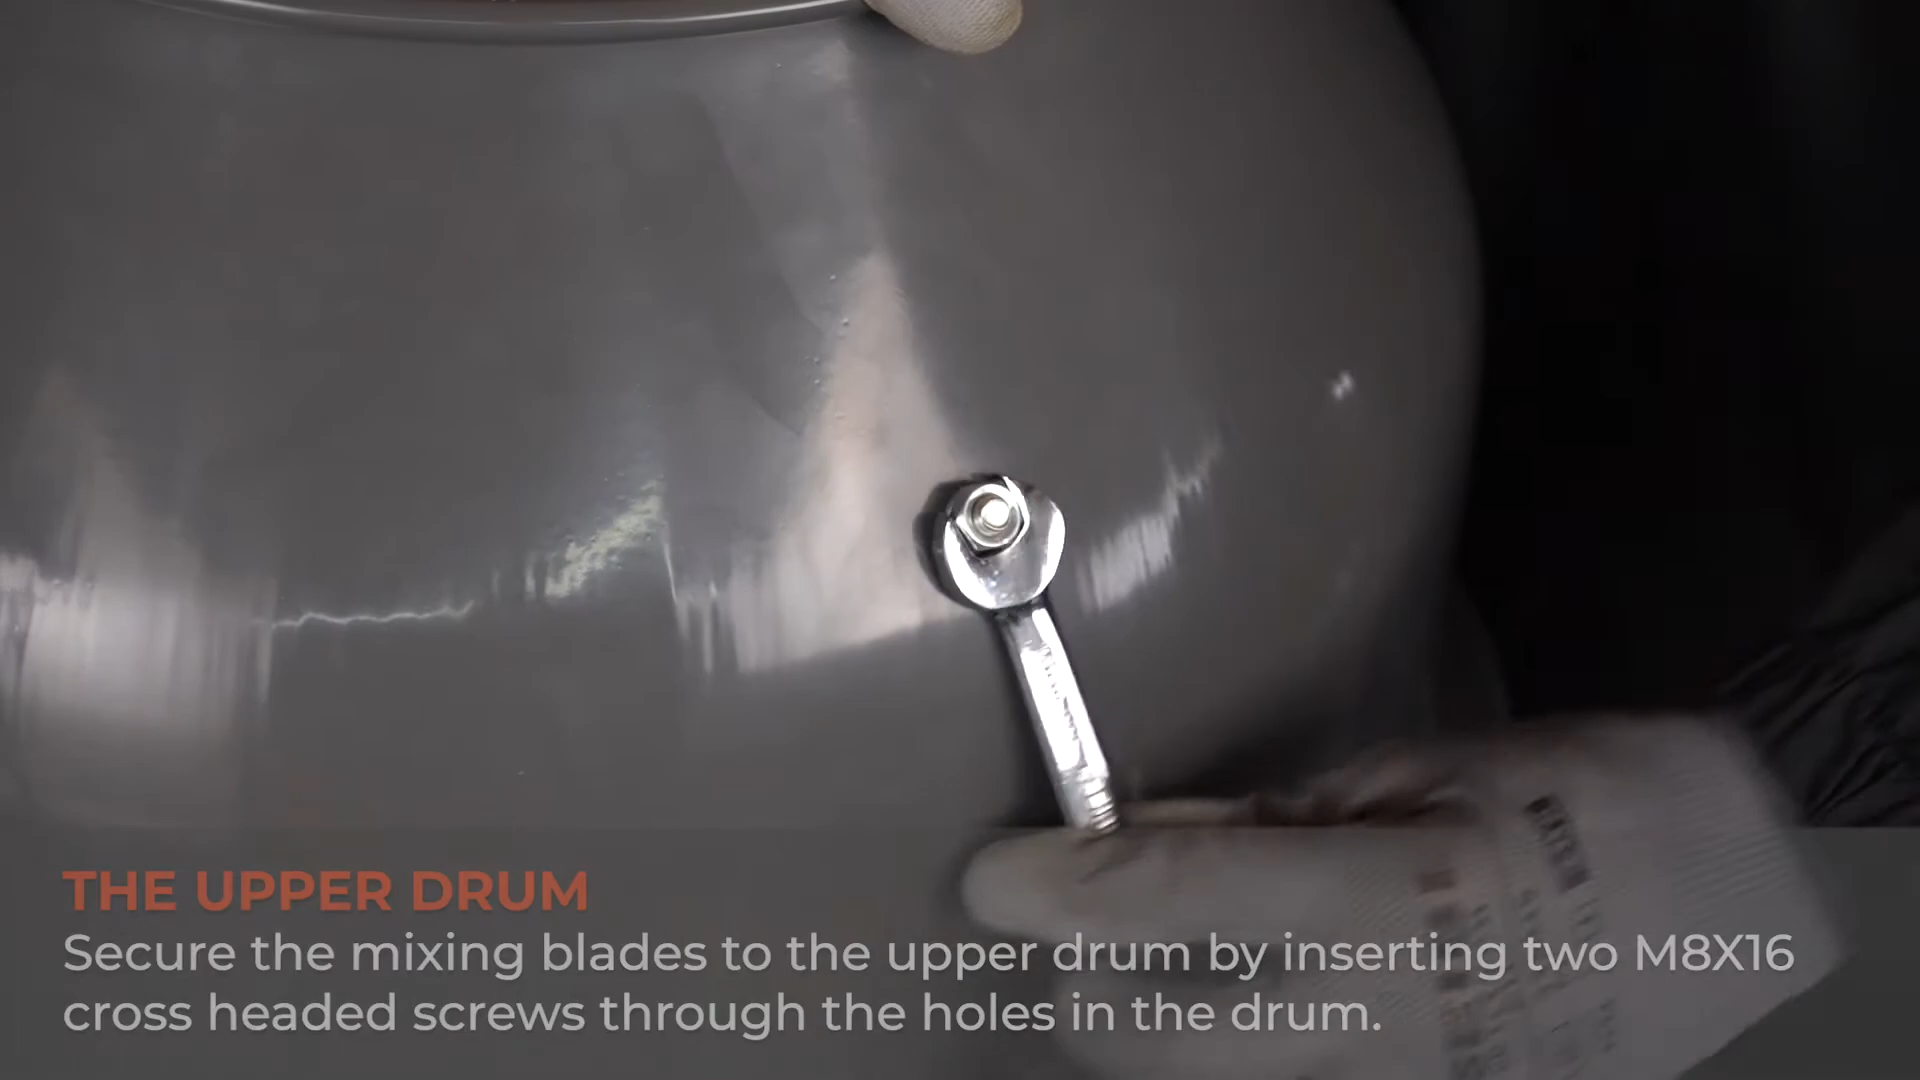 THE UPPER DRUM
Secure the mixing blades to the upper drum by inserting two M8X16
cross headed screws through the holes in the drum.